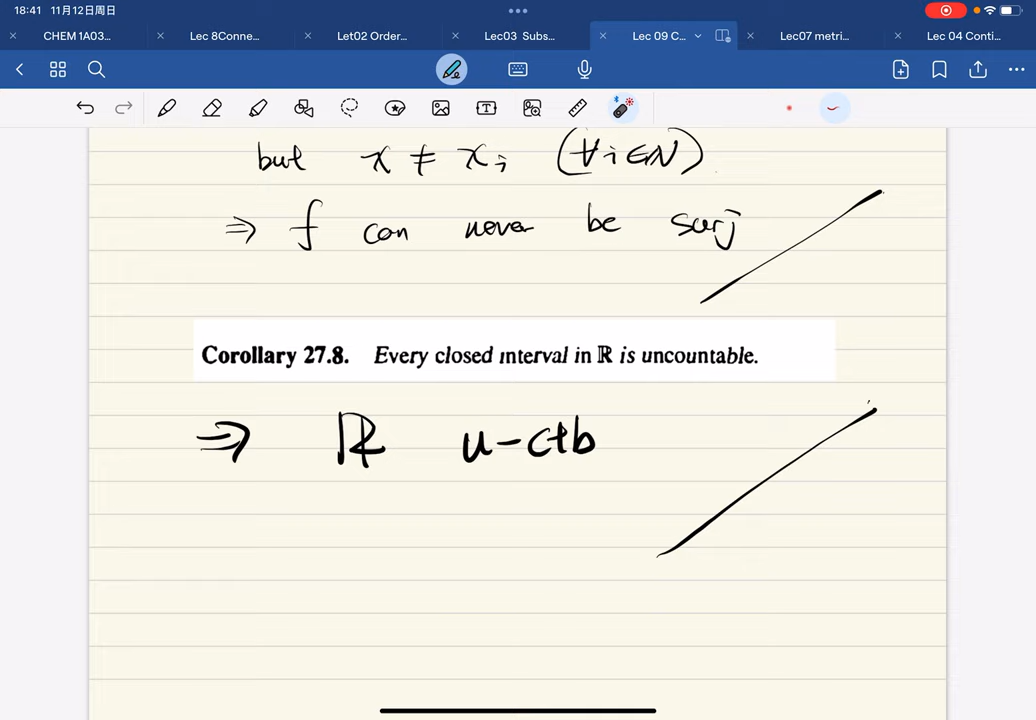 18:41 11月12日周日
CHEM 1A03... Lec 8Conne... Let02 Order... Lec03 Subs... Lec 09 C... Lec07 metri... Lec 04 Conti...
but x ≠ xᵢ (∀i∈N)
⇒ f can never be surj
Corollary 27.8. Every closed interval in ℝ is uncountable.
⇒ ℝ u-ctb